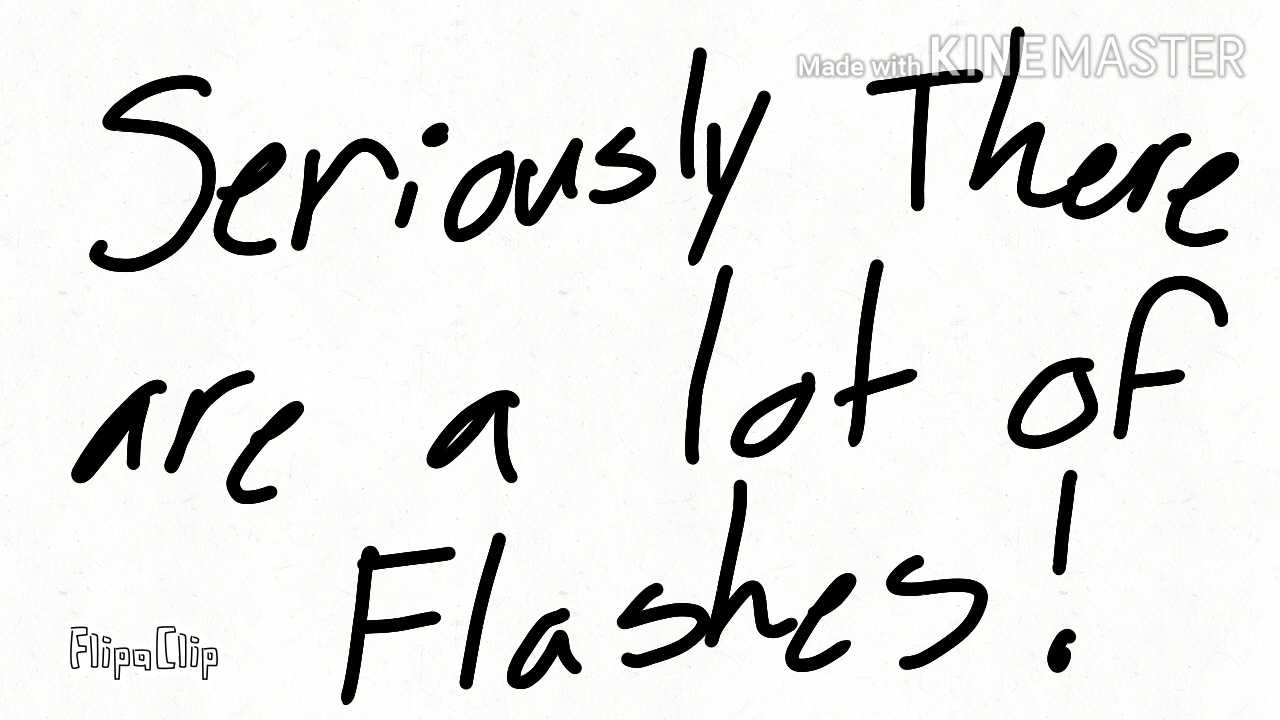 Made with KINEMASTER
Seriously There
are a lot of
Flashes!
FlipaClip